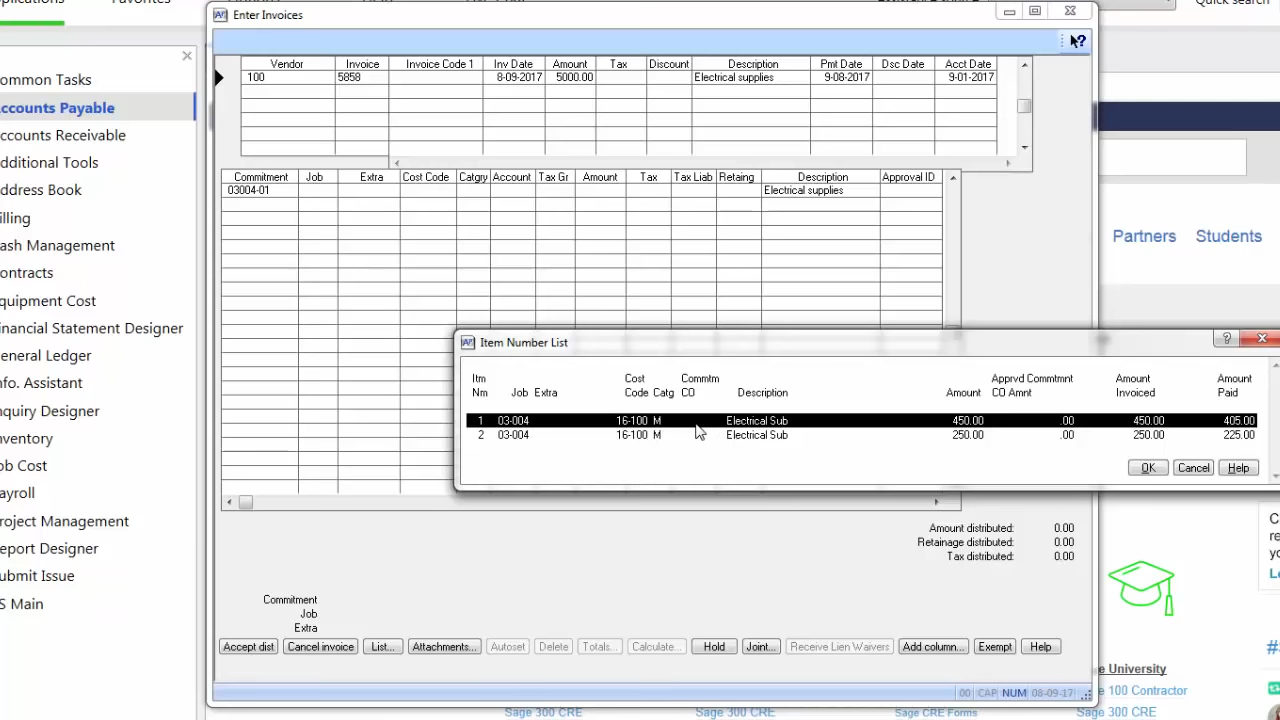 Enter Invoices
Quick search
Vendor Invoice Invoice Code 1 Inv Date Amount Tax Discount Description Pmt Date Dsc Date Acct Date
100 5858 8-09-2017 5000.00 Electrical supplies 9-08-2017 9-01-2017
ommon Tasks
ccounts Payable
ccounts Receivable
dditional Tools
ddress Book
illing
ash Management
ontracts
quipment Cost
inancial Statement Designer
eneral Ledger
nfo. Assistant
nquiry Designer
nventory
ob Cost
ayroll
roject Management
eport Designer
ubmit Issue
S Main
Commitment Job Extra Cost Code Catgry Account Tax Gr Amount Tax Tax Liab Retaing Description Approval ID
03004-01 Electrical supplies
Partners Students
Item Number List
Itm Cost Commtm Apprvd Commtmnt Amount Amount
Nm Job Extra Code Catg CO Description Amount CO Amnt Invoiced Paid
1 03-004 16-100 M Electrical Sub 450.00 .00 450.00 405.00
2 03-004 16-100 M Electrical Sub 250.00 .00 250.00 225.00
OK Cancel Help
Amount distributed: 0.00
Retainage distributed: 0.00
Tax distributed: 0.00
Commitment
Job
Extra
Accept dist Cancel invoice List... Attachments... Autoset Delete Totals... Calculate... Hold Joint... Receive Lien Waivers Add column... Exempt Help
00 CAP NUM 08-09-17
e University
e 100 Contractor
Sage 300 CRE Sage 300 CRE Sage CRE Forms Sage 300 CRE